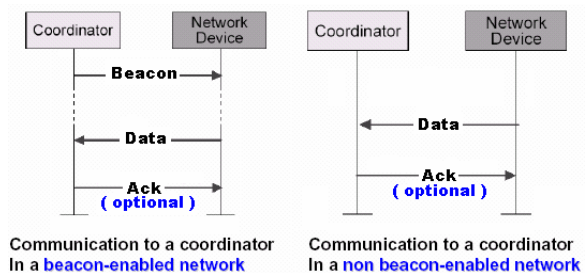 Coordinator
Network
Device
Beacon
Data
Ack
( optional )
Communication to a coordinator
In a beacon-enabled network
Coordinator
Network
Device
Data
Ack
( optional )
Communication to a coordinator
In a non beacon-enabled network